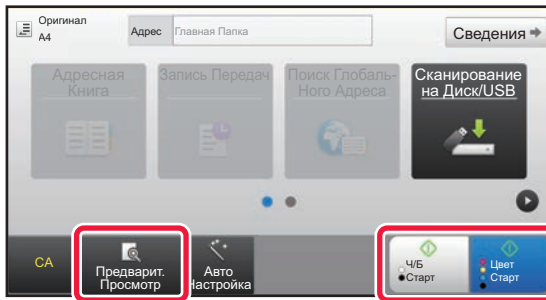 Оригинал
A4
Адрес
Главная Папка
Сведения
Адресная
Книга
Запись Передач
Поиск Глобаль-
Ного Адреса
Сканирование
на Диск/USB
CA
Предварит.
Просмотр
Авто
Настройка
Ч/Б
Старт
Цвет
Старт